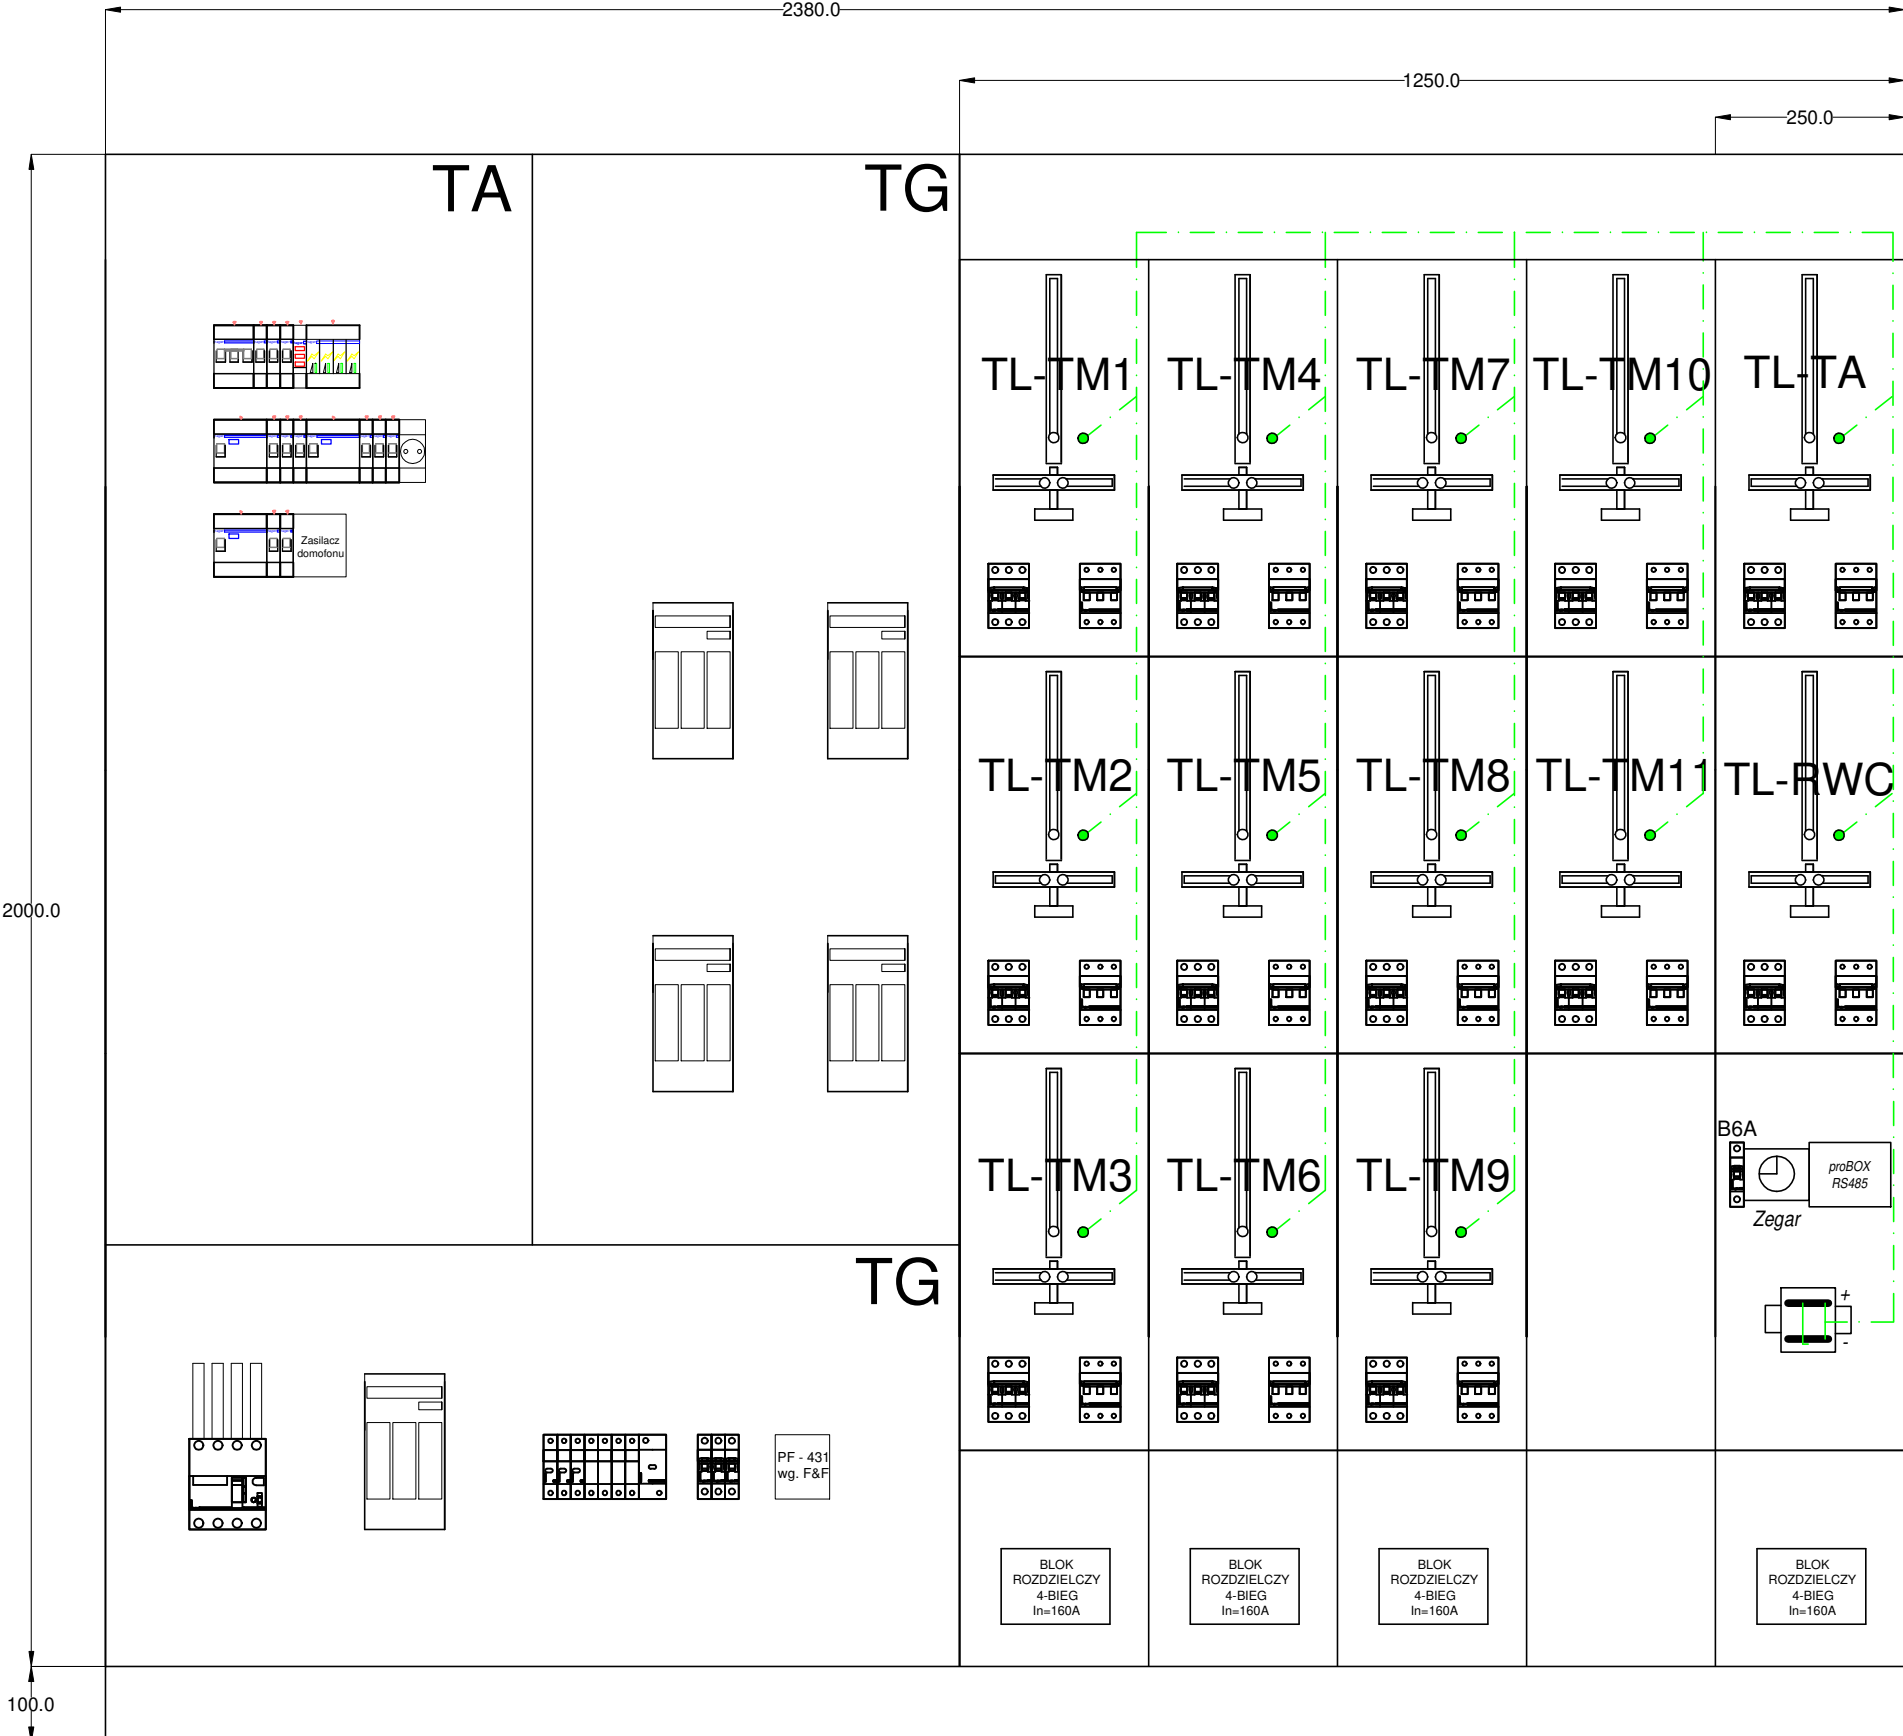 2380.0
1250.0
250.0
TA
TG
TL-TM1
TL-TM4
TL-TM7
TL-TM10
TL-TA
Zasilacz
domofonu
TL-TM2
TL-TM5
TL-TM8
TL-TM11
TL-RWC
2000.0
B6A
TL-TM3
TL-TM6
TL-TM9
proBOX
RS485
Zegar
TG
+
-
PF - 431
wg. F&F
BLOK
ROZDZIELCZY
4-BIEG
In=160A
BLOK
ROZDZIELCZY
4-BIEG
In=160A
BLOK
ROZDZIELCZY
4-BIEG
In=160A
BLOK
ROZDZIELCZY
4-BIEG
In=160A
100.0